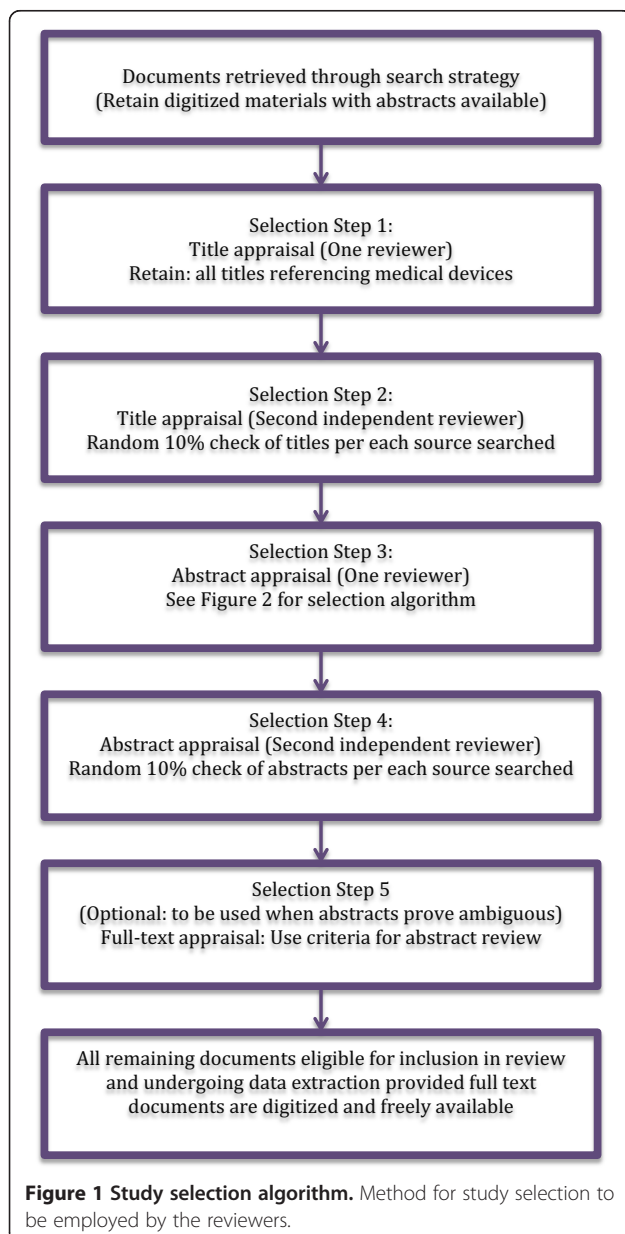 Documents retrieved through search strategy
(Retain digitized materials with abstracts available)
Selection Step 1:
Title appraisal (One reviewer)
Retain: all titles referencing medical devices
Selection Step 2:
Title appraisal (Second independent reviewer)
Random 10% check of titles per each source searched
Selection Step 3:
Abstract appraisal (One reviewer)
See Figure 2 for selection algorithm
Selection Step 4:
Abstract appraisal (Second independent reviewer)
Random 10% check of abstracts per each source searched
Selection Step 5
(Optional: to be used when abstracts prove ambiguous)
Full-text appraisal: Use criteria for abstract review
All remaining documents eligible for inclusion in review
and undergoing data extraction provided full text
documents are digitized and freely available
Figure 1 Study selection algorithm. Method for study selection to
be employed by the reviewers.